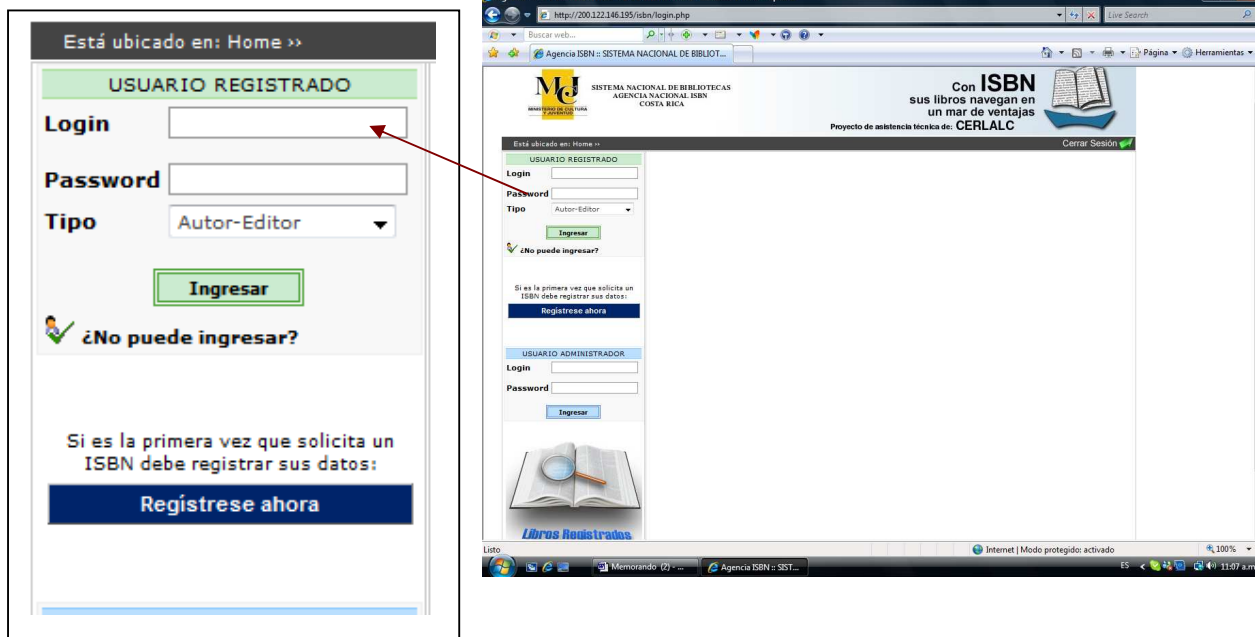 Está ubicado en: Home ››
USUARIO REGISTRADO
Login
Password
Tipo Autor-Editor
Ingresar
¿No puede ingresar?
Si es la primera vez que solicita un
ISBN debe registrar sus datos:
Regístrese ahora
http://200.122.146.195/isbn/login.php
Live Search
Buscar web...
Agencia ISBN :: SISTEMA NACIONAL DE BIBLIOT...
Página
Herramientas
MCJ
MINISTERIO DE CULTURA
Y JUVENTUD
SISTEMA NACIONAL DE BIBLIOTECAS
AGENCIA NACIONAL ISBN
COSTA RICA
Con ISBN
sus libros navegan en
un mar de ventajas
Proyecto de asistencia técnica de: CERLALC
Está ubicado en: Home ››
Cerrar Sesión
USUARIO REGISTRADO
Login
Password
Tipo Autor-Editor
Ingresar
¿No puede ingresar?
Si es la primera vez que solicita un
ISBN debe registrar sus datos:
Regístrese ahora
USUARIO ADMINISTRADOR
Login
Password
Ingresar
Libros Registrados
Listo
Internet | Modo protegido: activado
100%
Memorando (2) - ...
Agencia ISBN :: SIST...
ES
11:07 a.m.